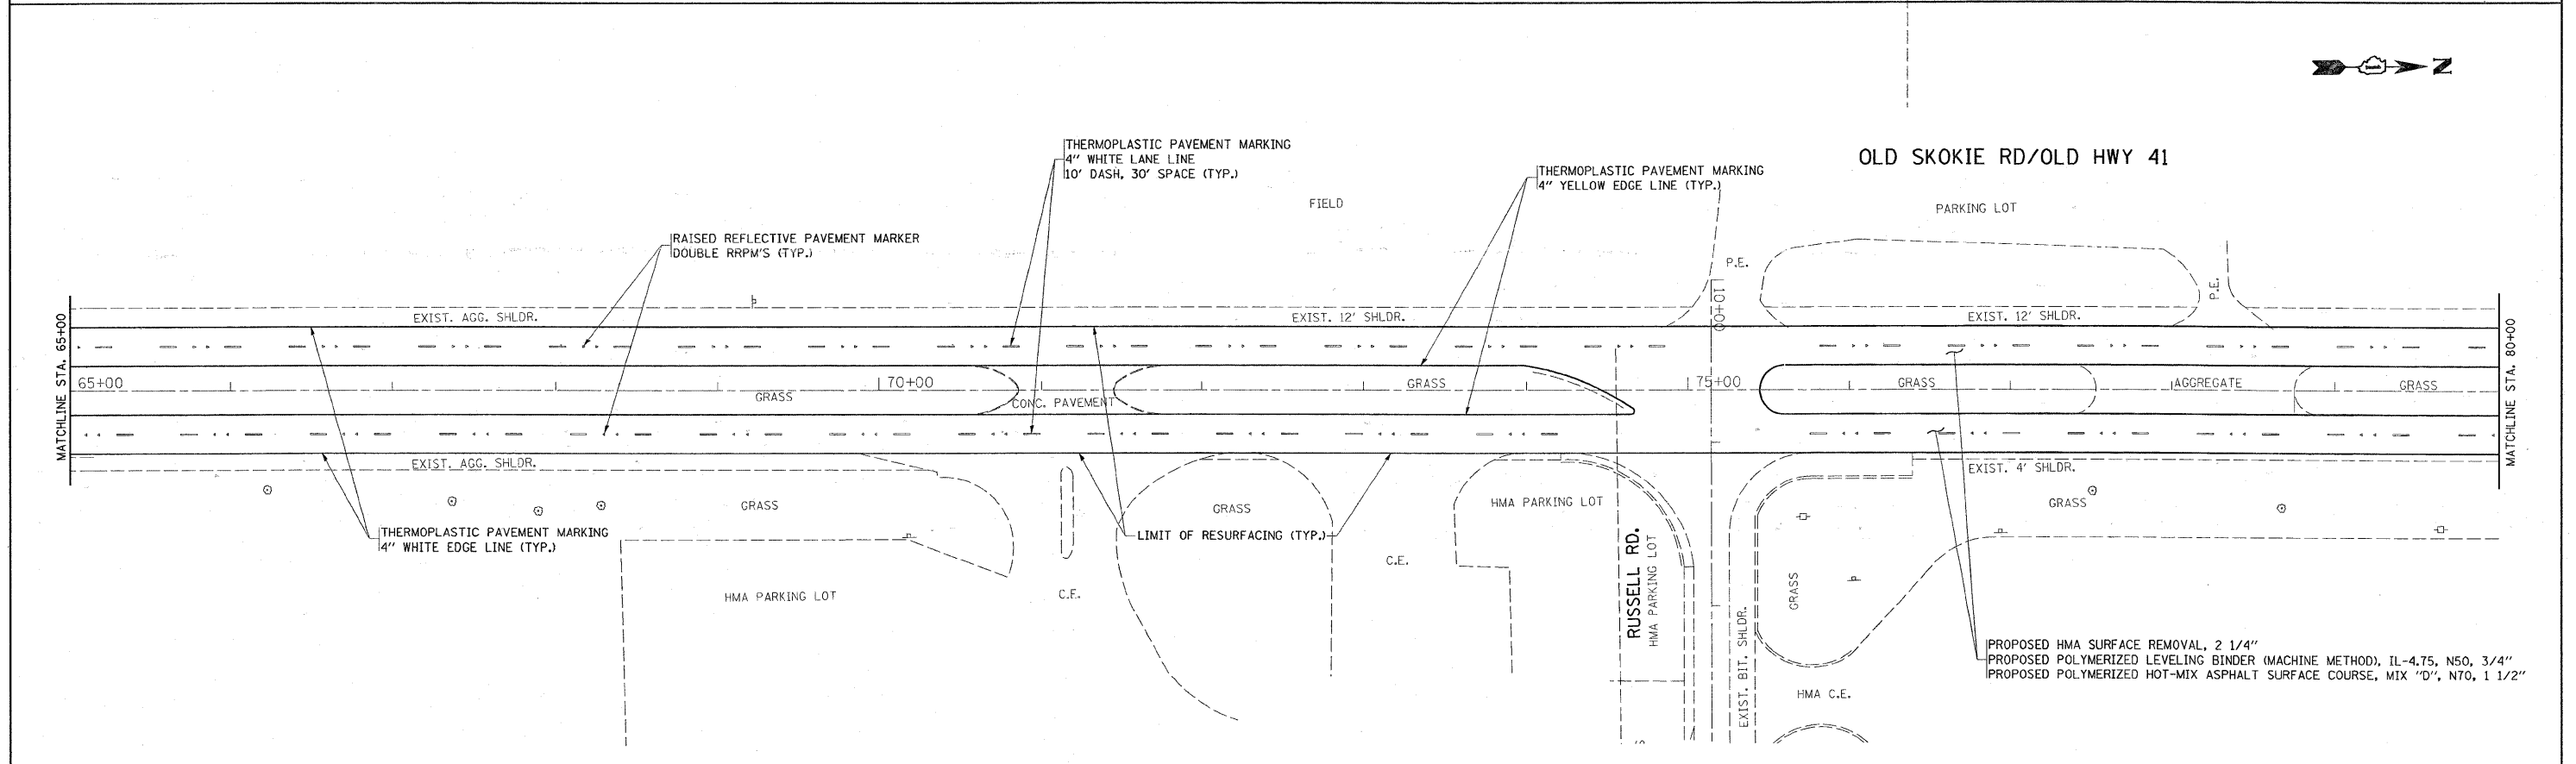 N
THERMOPLASTIC PAVEMENT MARKING
4" WHITE LANE LINE
10' DASH, 30' SPACE (TYP.)
THERMOPLASTIC PAVEMENT MARKING
4" YELLOW EDGE LINE (TYP.)
OLD SKOKIE RD/OLD HWY 41
FIELD
PARKING LOT
RAISED REFLECTIVE PAVEMENT MARKER
DOUBLE RRPM'S (TYP.)
P.E.
P.E.
10+00
EXIST. AGG. SHLDR.
EXIST. 12' SHLDR.
EXIST. 12' SHLDR.
MATCHLINE STA. 65+00
MATCHLINE STA. 80+00
65+00
70+00
75+00
GRASS
CONC. PAVEMENT
GRASS
GRASS
AGGREGATE
GRASS
EXIST. AGG. SHLDR.
EXIST. 4' SHLDR.
GRASS
GRASS
HMA PARKING LOT
GRASS
THERMOPLASTIC PAVEMENT MARKING
4" WHITE EDGE LINE (TYP.)
LIMIT OF RESURFACING (TYP.)
C.E.
HMA PARKING LOT
C.E.
RUSSELL RD.
HMA PARKING LOT
EXIST. BIT. SHLDR.
GRASS
PROPOSED HMA SURFACE REMOVAL, 2 1/4"
PROPOSED POLYMERIZED LEVELING BINDER (MACHINE METHOD), IL-4.75, N50, 3/4"
PROPOSED POLYMERIZED HOT-MIX ASPHALT SURFACE COURSE, MIX "D", N70, 1 1/2"
HMA C.E.